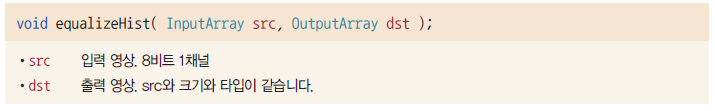 void equalizeHist( InputArray src, OutputArray dst );
• src 입력 영상. 8비트 1채널
• dst 출력 영상. src와 크기와 타입이 같습니다.